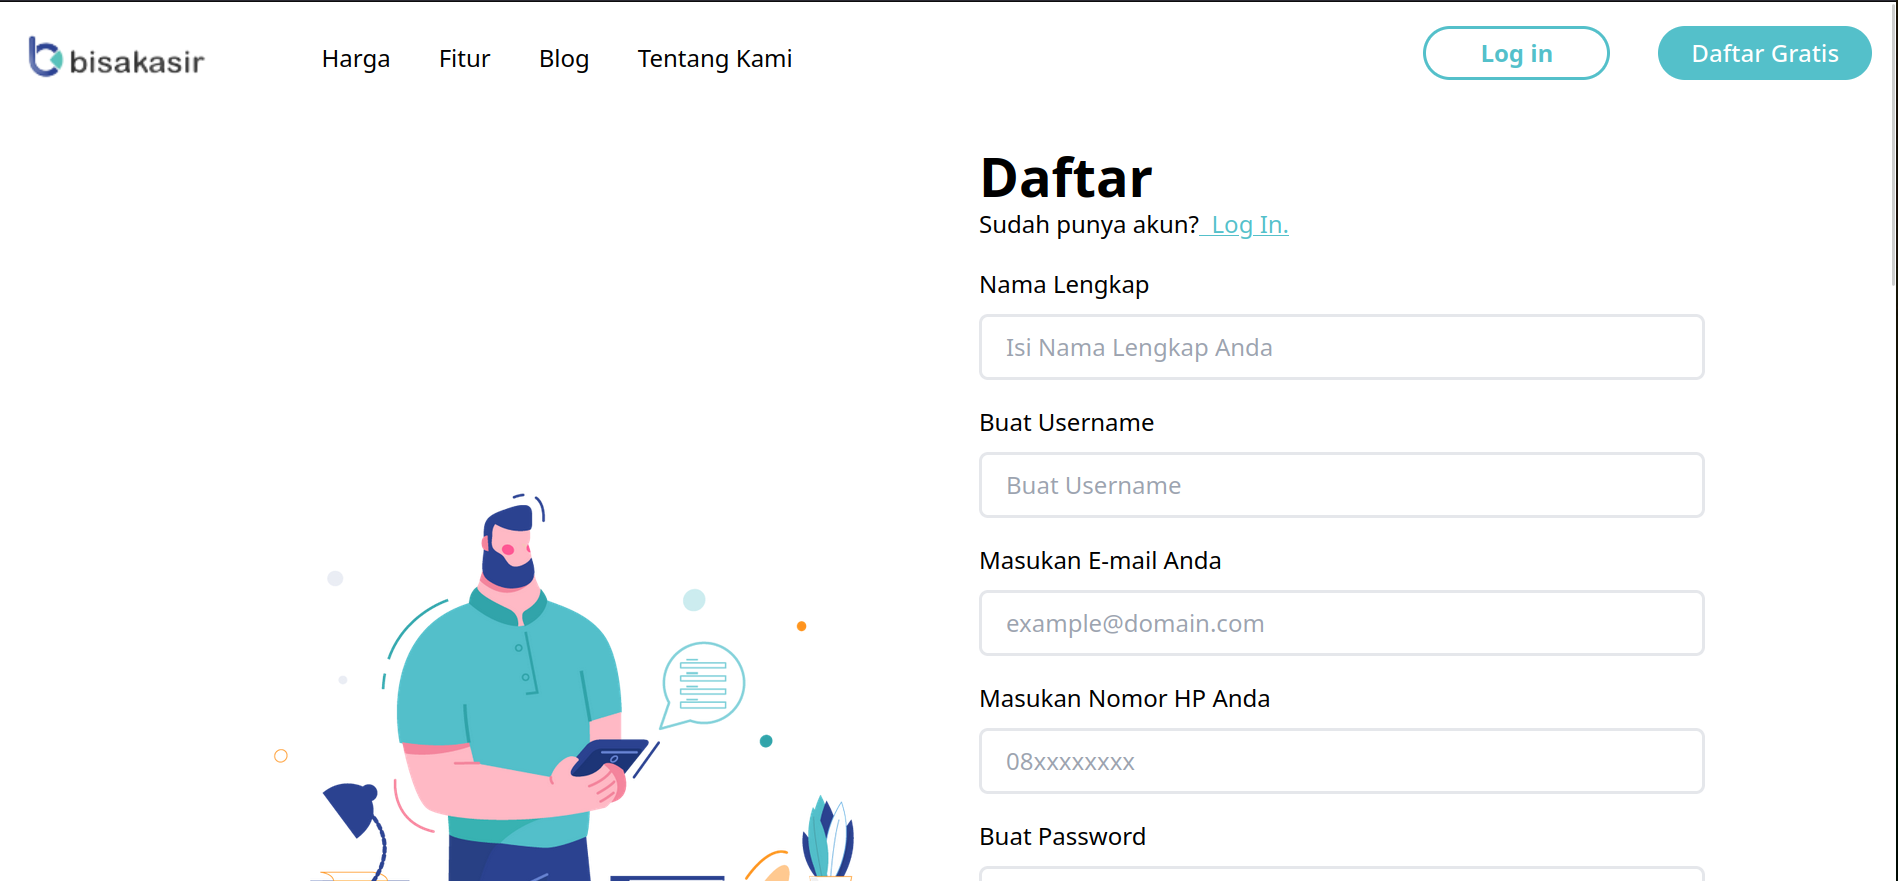 bisakasir
Harga
Fitur
Blog
Tentang Kami
Log in
Daftar Gratis
Daftar
Sudah punya akun? Log In.
Nama Lengkap
Isi Nama Lengkap Anda
Buat Username
Buat Username
Masukan E-mail Anda
example@domain.com
Masukan Nomor HP Anda
08xxxxxxxxx
Buat Password